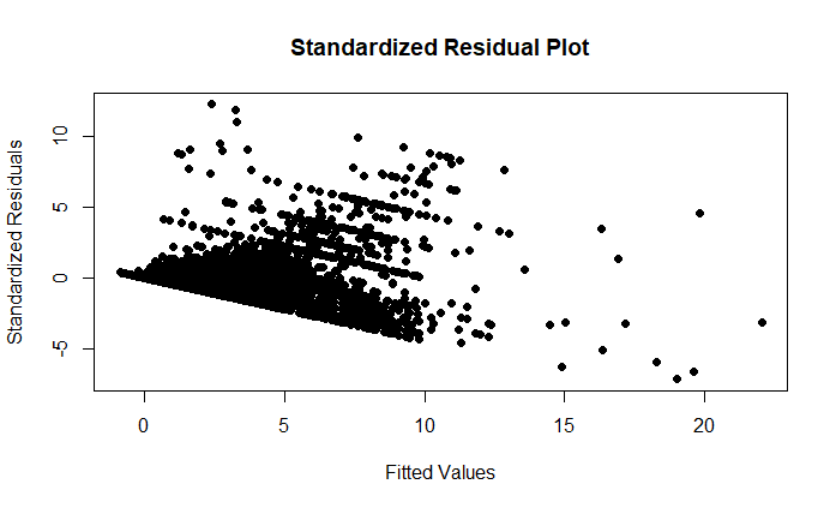 Standardized Residual Plot
Standardized Residuals
10
5
0
-5
0 5 10 15 20
Fitted Values